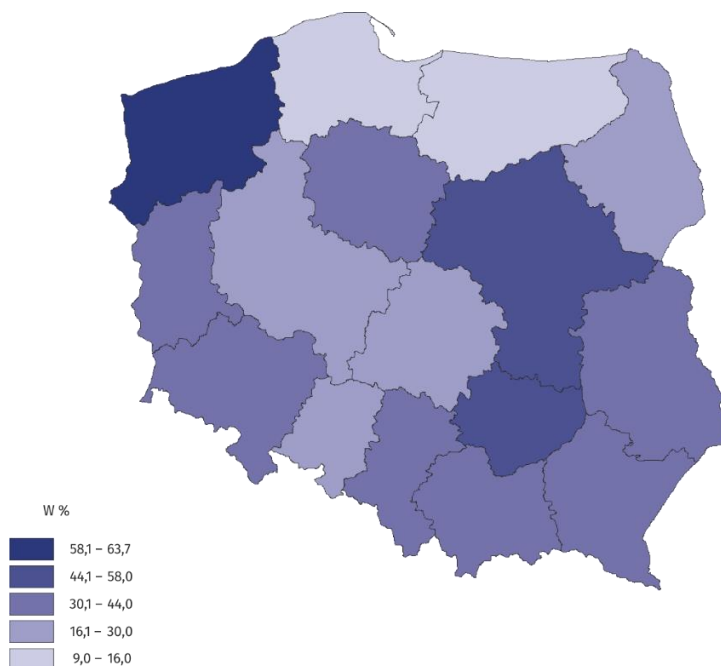 W %
58,1 – 63,7
44,1 – 58,0
30,1 – 44,0
16,1 – 30,0
9,0 – 16,0